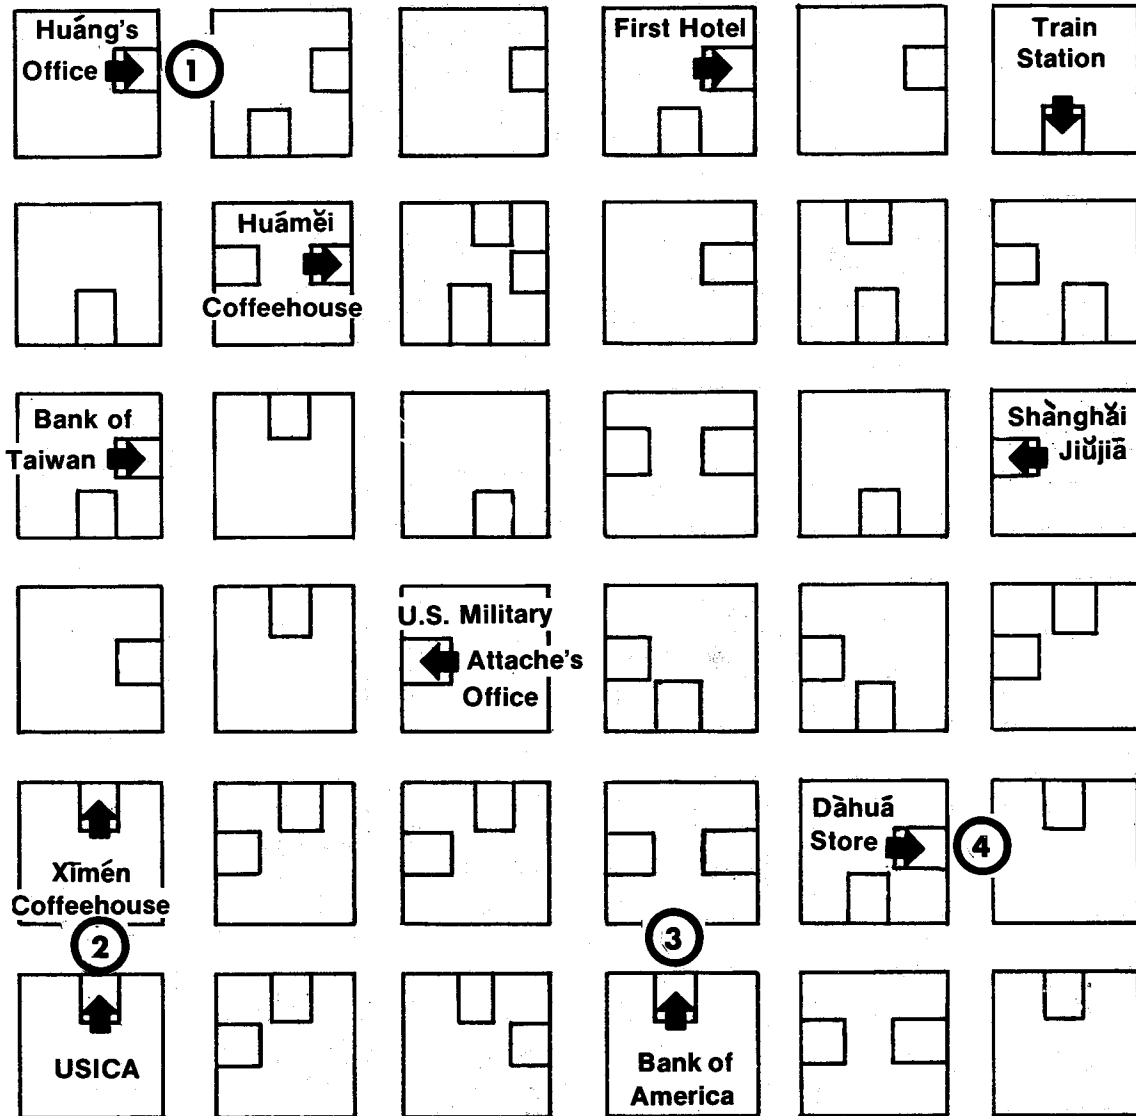 Huáng's
Office
1
First Hotel
Train
Station
Huáměi
Coffeehouse
Bank of
Taiwan
Shànghǎi
Jiǔjiā
U.S. Military
Attache's
Office
Xīmén
Coffeehouse
Dàhuá
Store
4
2
3
USICA
Bank of
America